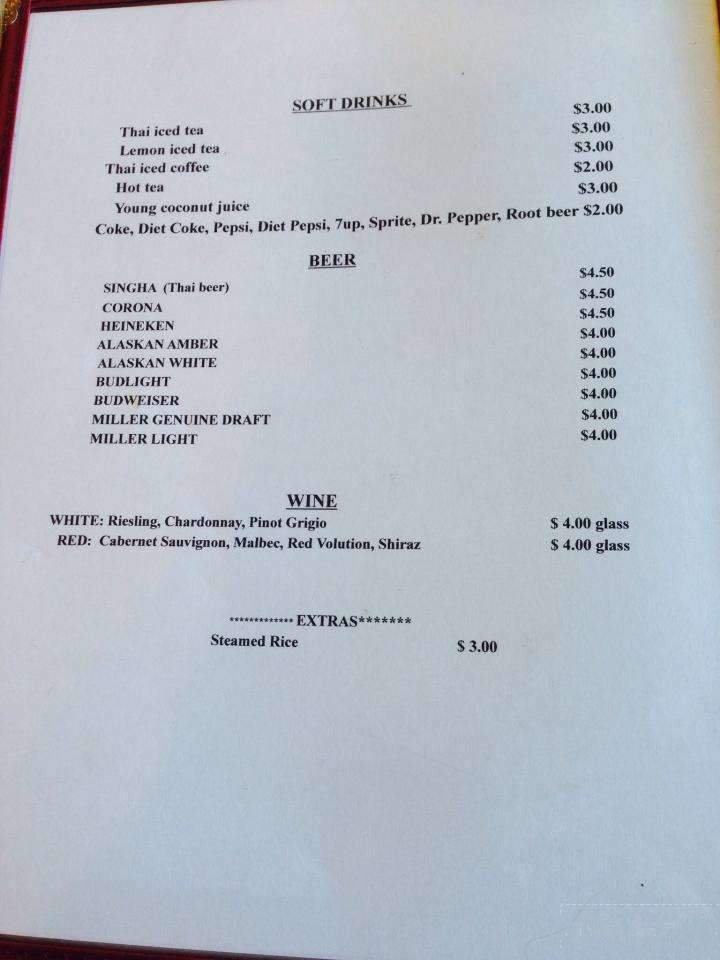 SOFT DRINKS
Thai iced tea $3.00
Lemon iced tea $3.00
Thai iced coffee $3.00
Hot tea $2.00
Young coconut juice $3.00
Coke, Diet Coke, Pepsi, Diet Pepsi, 7up, Sprite, Dr. Pepper, Root beer $2.00
BEER
SINGHA (Thai beer) $4.50
CORONA $4.50
HEINEKEN $4.50
ALASKAN AMBER $4.00
ALASKAN WHITE $4.00
BUDLIGHT $4.00
BUDWEISER $4.00
MILLER GENUINE DRAFT $4.00
MILLER LIGHT $4.00
WINE
WHITE: Riesling, Chardonnay, Pinot Grigio $ 4.00 glass
RED: Cabernet Sauvignon, Malbec, Red Volution, Shiraz $ 4.00 glass
************* EXTRAS*******
Steamed Rice $ 3.00